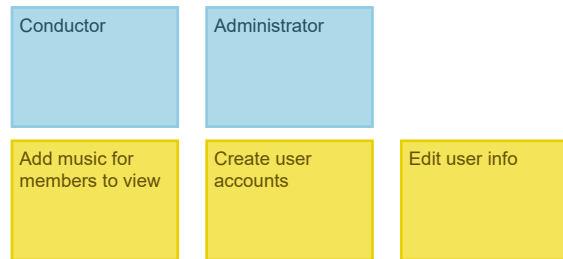 Conductor
Administrator
Add music for
members to view
Create user
accounts
Edit user info